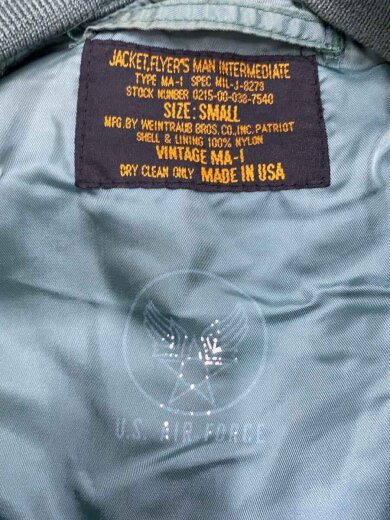 JACKET,FLYER'S MAN INTERMEDIATE
TYPE MA-1 SPEC MIL-J-8279
STOCK NUMBER 0215-00-038-7540
SIZE: SMALL
MFG.BY WEINTRAUB BROS.CO.,INC.PATRIOT
SHELL & LINING 100% NYLON
VINTAGE MA-1
DRY CLEAN ONLY MADE IN USA
U.S. AIR FORCE